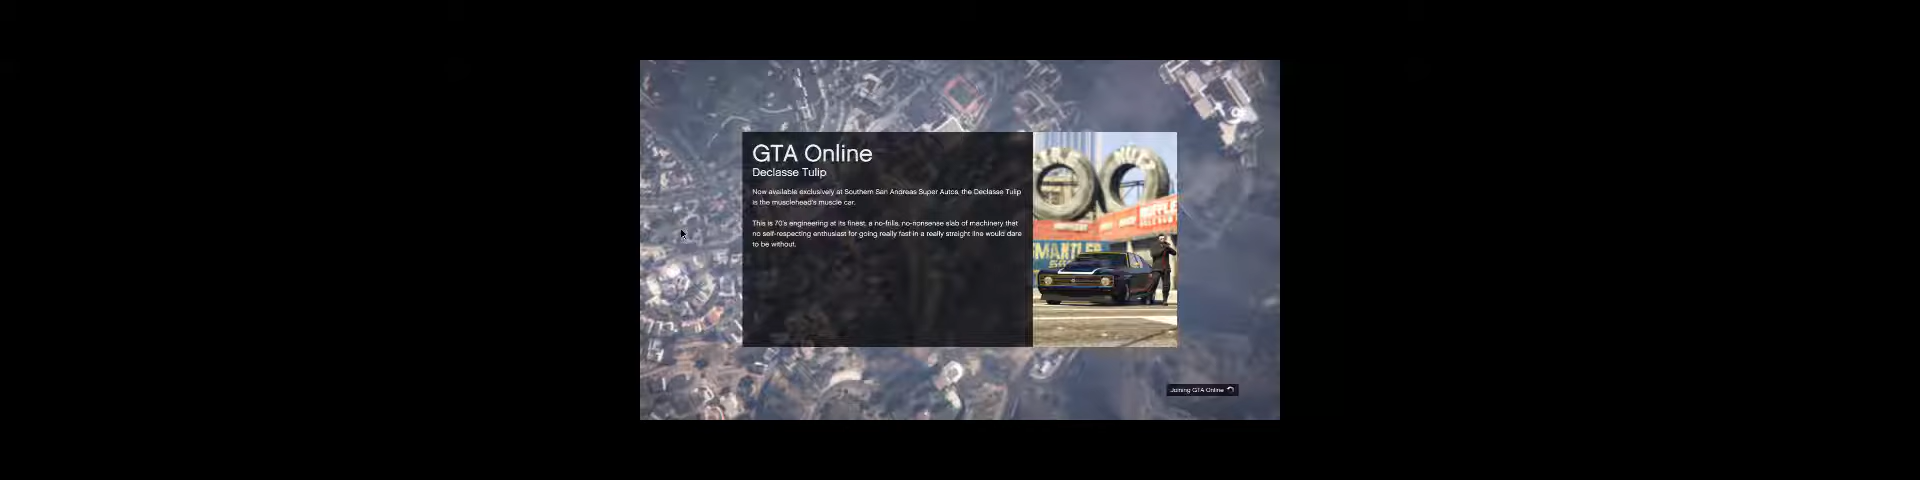 GTA Online
Declasse Tulip
Now available exclusively at Southern San Andreas Super Autos, the Declasse Tulip
is the musclehead's muscle car.
This is 70's engineering at its finest, a no-frills, no-nonsense slab of machinery that
no self-respecting enthusiast for going really fast in a really straight line would dare
to be without.
Joining GTA Online